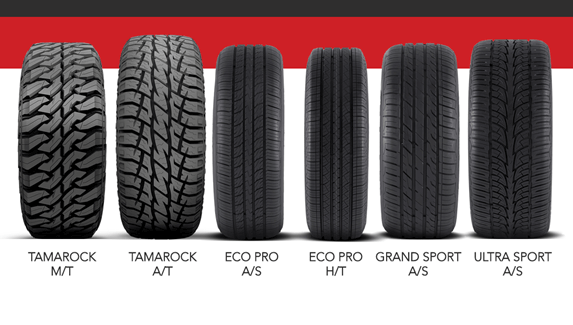 TAMAROCK
M/T
TAMAROCK
A/T
ECO PRO
A/S
ECO PRO
H/T
GRAND SPORT
A/S
ULTRA SPORT
A/S